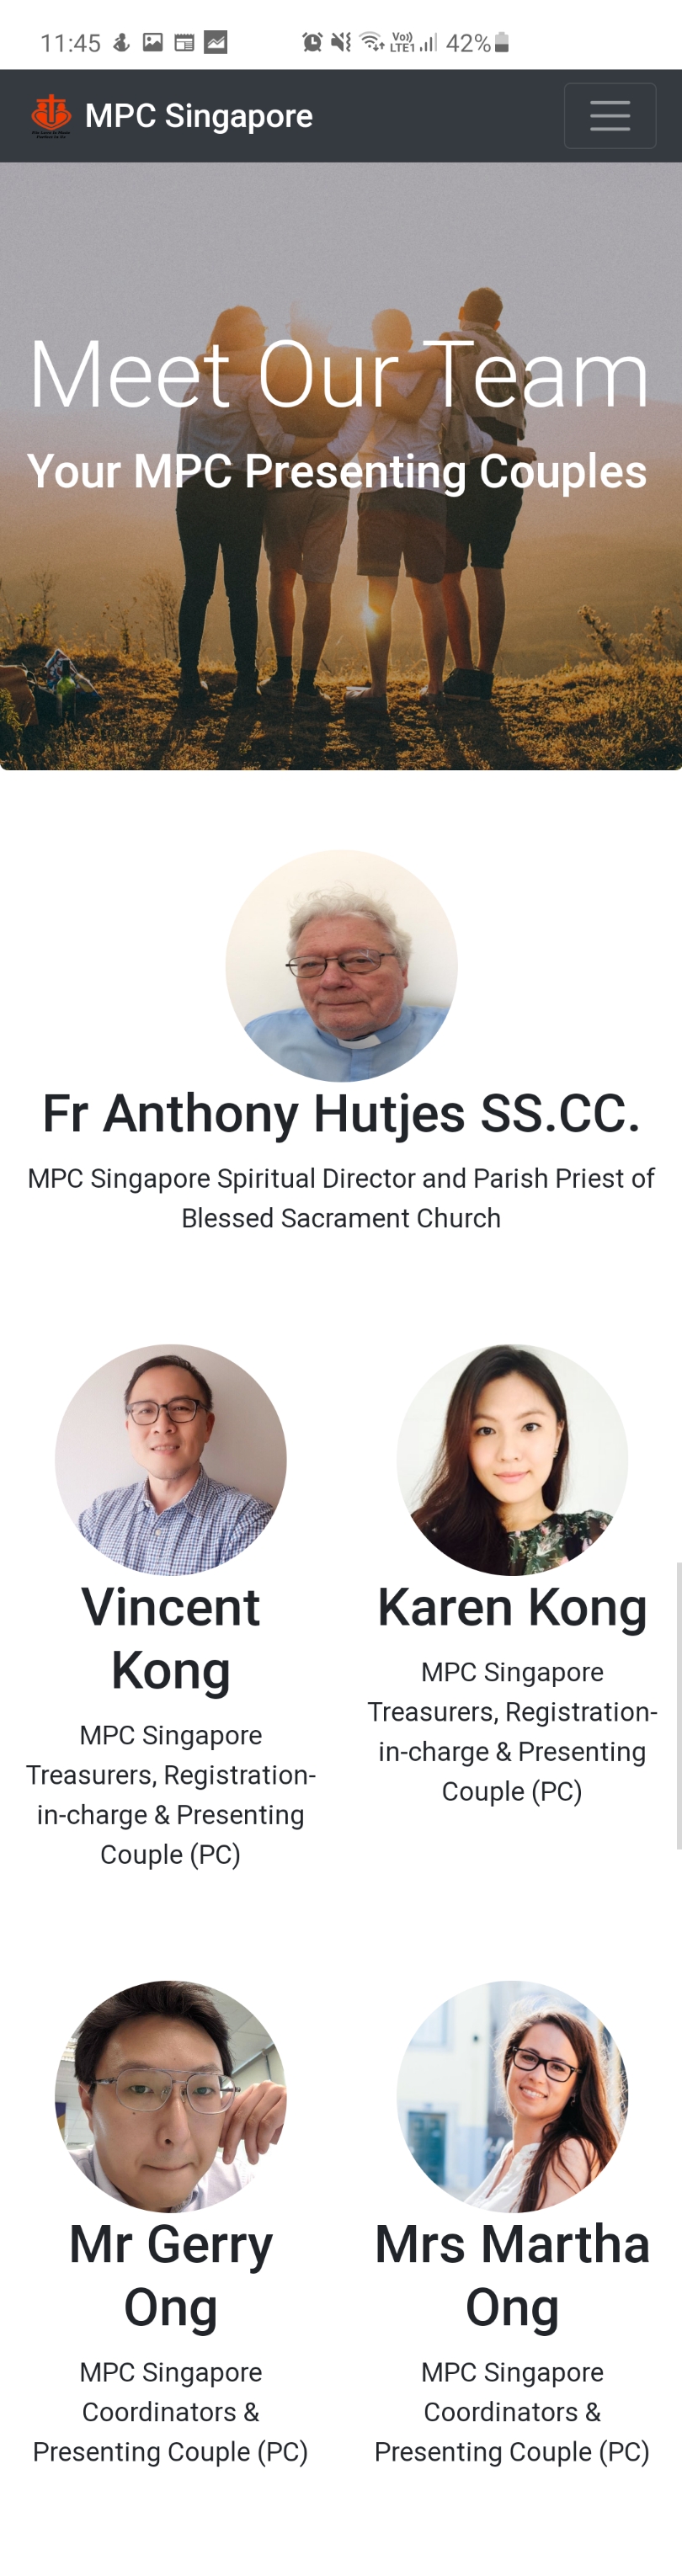 11:45
Vo)) LTE1 42%
MPC Singapore
Meet Our Team
Your MPC Presenting Couples
Fr Anthony Hutjes SS.CC.
MPC Singapore Spiritual Director and Parish Priest of
Blessed Sacrament Church
Vincent
Kong
MPC Singapore
Treasurers, Registration-
in-charge & Presenting
Couple (PC)
Karen Kong
MPC Singapore
Treasurers, Registration-
in-charge & Presenting
Couple (PC)
Mr Gerry
Ong
MPC Singapore
Coordinators &
Presenting Couple (PC)
Mrs Martha
Ong
MPC Singapore
Coordinators &
Presenting Couple (PC)